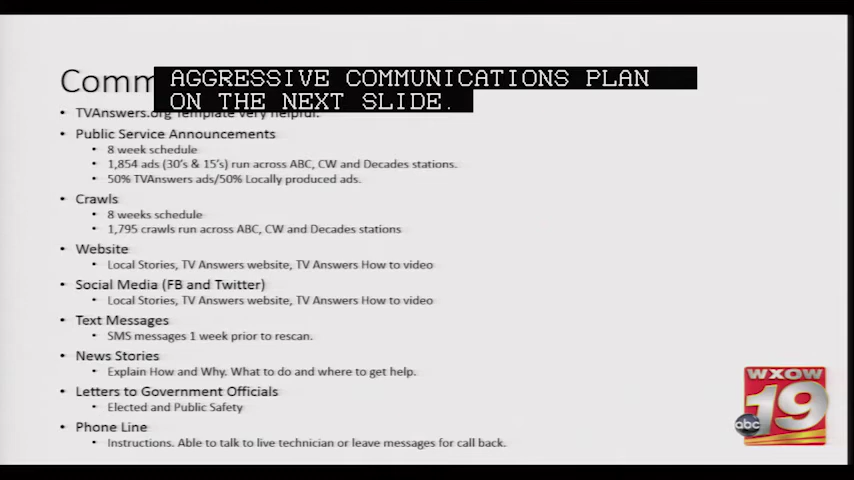 Comm
AGGRESSIVE COMMUNICATIONS PLAN
ON THE NEXT SLIDE.
• TVAnswers.org Template very helpful.
• Public Service Announcements
• 8 week schedule
• 1,854 ads (30's & 15's) run across ABC, CW and Decades stations.
• 50% TVAnswers ads/50% Locally produced ads.
• Crawls
• 8 weeks schedule
• 1,795 crawls run across ABC, CW and Decades stations
• Website
• Local Stories, TV Answers website, TV Answers How to video
• Social Media (FB and Twitter)
• Local Stories, TV Answers website, TV Answers How to video
• Text Messages
• SMS messages 1 week prior to rescan.
• News Stories
• Explain How and Why. What to do and where to get help.
• Letters to Government Officials
• Elected and Public Safety
• Phone Line
• Instructions. Able to talk to live technician or leave messages for call back.
WXOW
abc 19